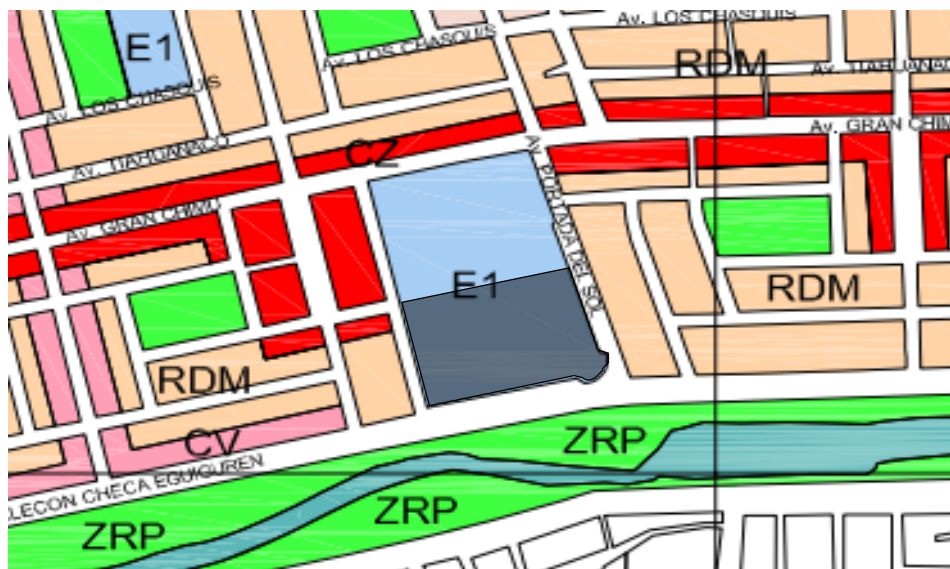 Av. LOS CHASQUIS
E1
Av. LOS CHASQUIS
RDM
Av. TIAHUANACO
Av. LOS CHASQUIS
Av. GRAN CHIMU
Av. TIAHUANACO
CZ
Av. PORTADA DEL SOL
Av. GRAN CHIMU
E1
RDM
RDM
CV
ZRP
LECON CHECA EGUIGUREN
ZRP
ZRP